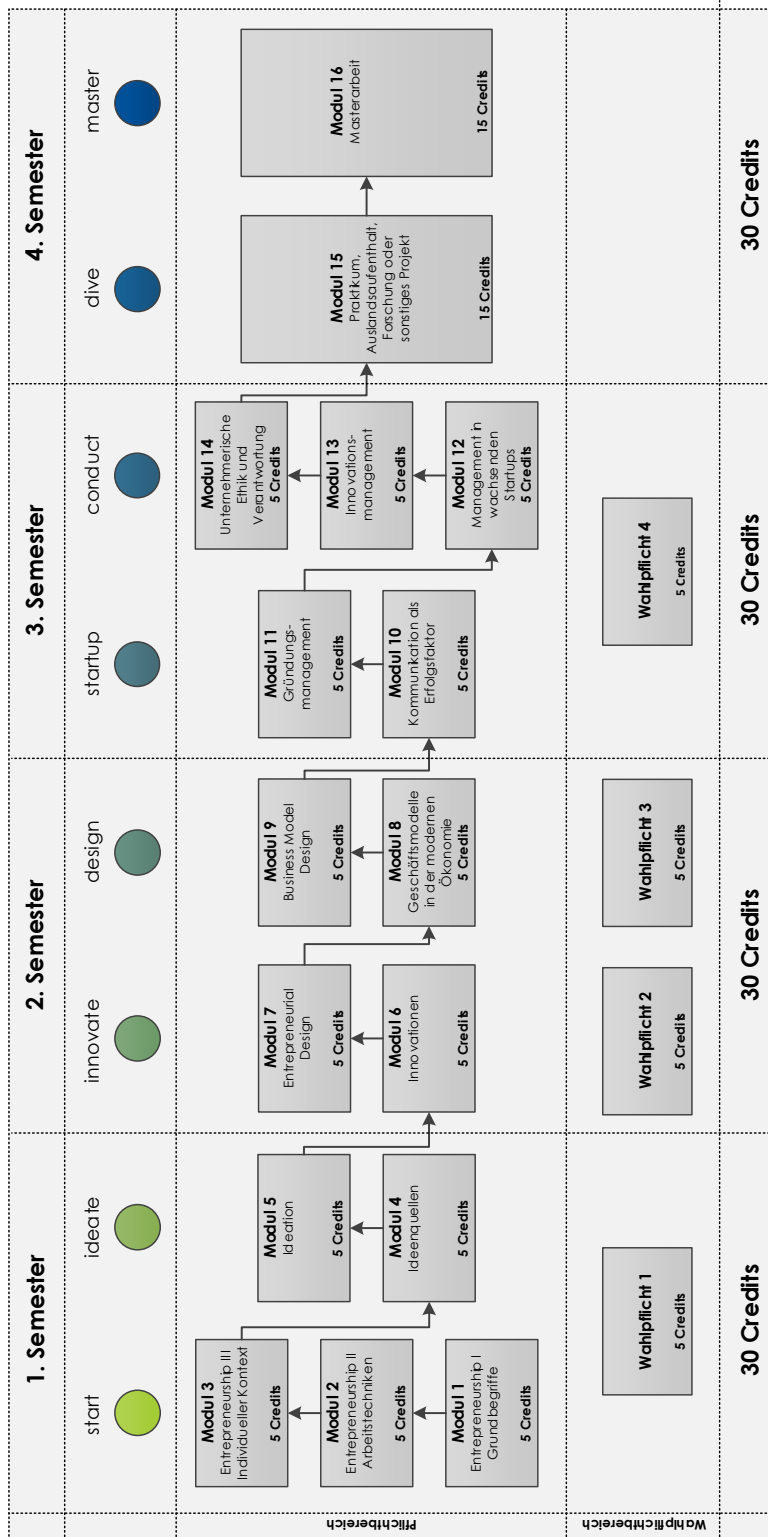 1. Semester
2. Semester
3. Semester
4. Semester
start
ideate
innovate
design
startup
conduct
dive
master
Pflichtbereich
Modul 3
Entrepreneurship III
Individueller Kontext
5 Credits
Modul 2
Entrepreneurship II
Arbeitstechniken
5 Credits
Modul 1
Entrepreneurship I
Grundbegriffe
5 Credits
Modul 5
Ideation
5 Credits
Modul 4
Ideenquellen
5 Credits
Modul 7
Entrepreneurial
Design
5 Credits
Modul 6
Innovationen
5 Credits
Modul 9
Business Model
Design
5 Credits
Modul 8
Geschäftsmodelle
in der modernen
Ökonomie
5 Credits
Modul 11
Gründungs-
management
5 Credits
Modul 10
Kommunikation als
Erfolgsfaktor
5 Credits
Modul 14
Unternehmerische
Ethik und
Verantwortung
5 Credits
Modul 13
Innovations-
management
5 Credits
Modul 12
Management in
wachsenden
Startups
5 Credits
Modul 15
Praktikum,
Auslandsaufenthalt,
Forschung oder
sonstiges Projekt
15 Credits
Modul 16
Masterarbeit
15 Credits
Wahlpflichtbereich
Wahlpflicht 1
5 Credits
Wahlpflicht 2
5 Credits
Wahlpflicht 3
5 Credits
Wahlpflicht 4
5 Credits
30 Credits
30 Credits
30 Credits
30 Credits